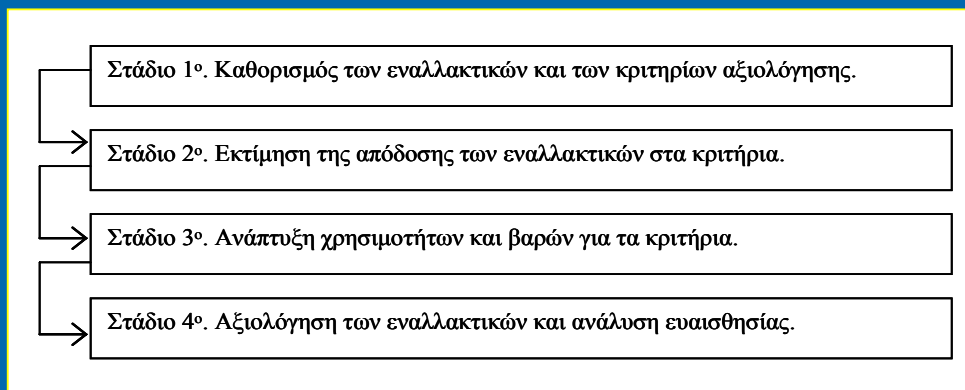 Στάδιο 1ο. Καθορισμός των εναλλακτικών και των κριτηρίων αξιολόγησης.
Στάδιο 2ο. Εκτίμηση της απόδοσης των εναλλακτικών στα κριτήρια.
Στάδιο 3ο. Ανάπτυξη χρησιμοτήτων και βαρών για τα κριτήρια.
Στάδιο 4ο. Αξιολόγηση των εναλλακτικών και ανάλυση ευαισθησίας.